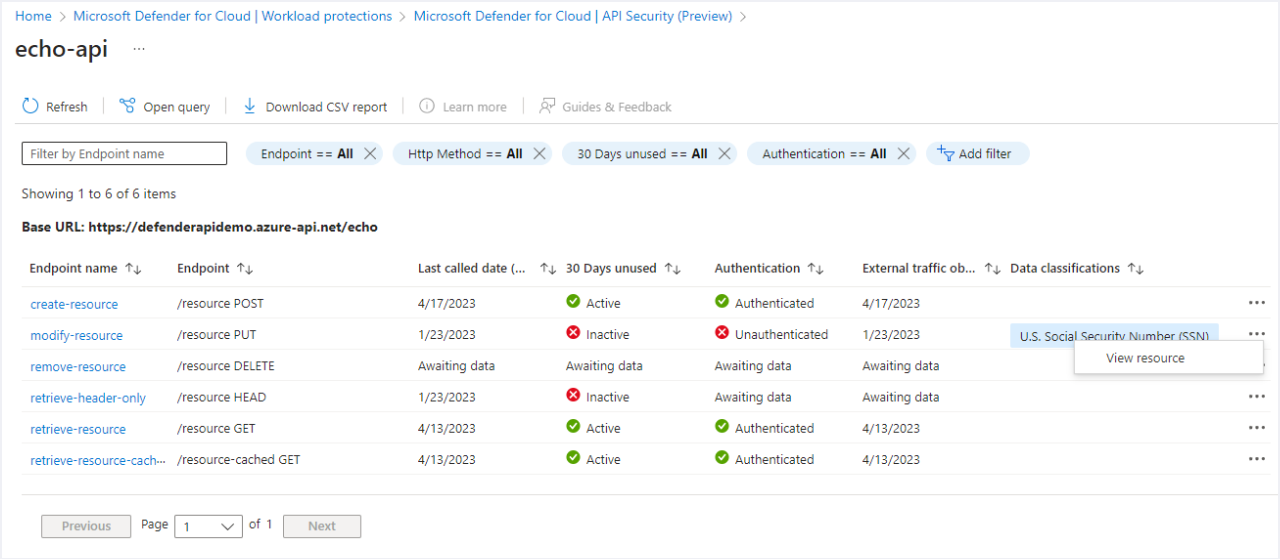 Home > Microsoft Defender for Cloud | Workload protections > Microsoft Defender for Cloud | API Security (Preview) >
echo-api ...
Refresh Open query Download CSV report Learn more Guides & Feedback
Filter by Endpoint name Endpoint == All Http Method == All 30 Days unused == All Authentication == All Add filter
Showing 1 to 6 of 6 items
Base URL: https://defenderapidemo.azure-api.net/echo
Endpoint name Endpoint Last called date (... 30 Days unused Authentication External traffic ob... Data classifications
create-resource /resource POST 4/17/2023 Active Authenticated 4/17/2023
modify-resource /resource PUT 1/23/2023 Inactive Unauthenticated 1/23/2023 U.S. Social Security Number (SSN)
View resource
remove-resource /resource DELETE Awaiting data Awaiting data Awaiting data Awaiting data
retrieve-header-only /resource HEAD 1/23/2023 Inactive Awaiting data Awaiting data
retrieve-resource /resource GET 4/13/2023 Active Authenticated 4/13/2023
retrieve-resource-cach... /resource-cached GET 4/13/2023 Active Authenticated 4/13/2023
Previous Page 1 of 1 Next